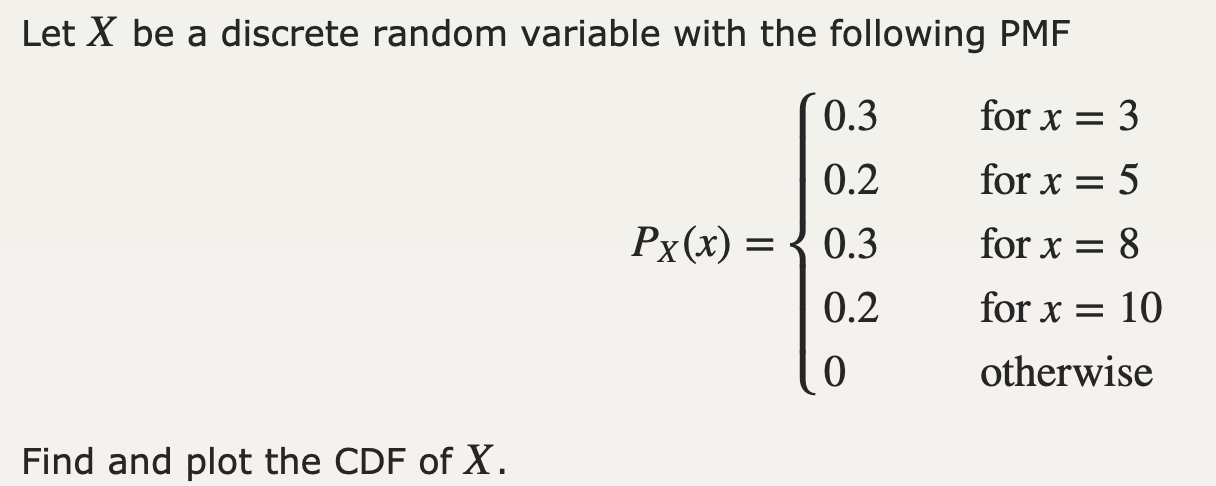 Let X be a discrete random variable with the following PMF
0.3 for x = 3
0.2 for x = 5
P_X(x) = { 0.3 for x = 8
0.2 for x = 10
0 otherwise
Find and plot the CDF of X.